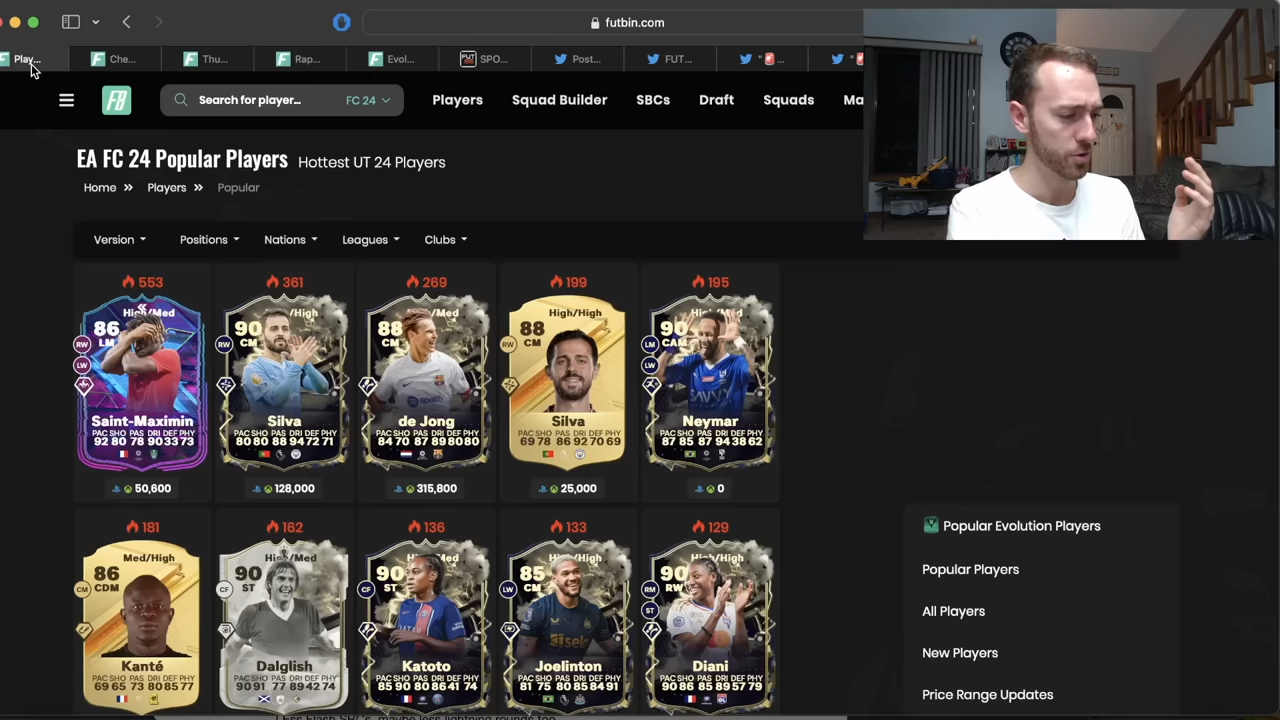 futbin.com
Play...
Che...
Thu...
Rap...
Evol...
FUT
SPO...
Post...
FUT...
"🚨...
"🚨
F8
Search for player...
FC 24
Players
Squad Builder
SBCs
Draft
Squads
Ma
EA FC 24 Popular Players
Hottest UT 24 Players
Home » Players » Popular
Version
Positions
Nations
Leagues
Clubs
553
361
269
199
195
High/Med
86
LM
RW
LW
Saint-Maximin
PAC SHO PAS DRI DEF PHY
92 80 78 90 33 73
50,600
/High
90
CM
RW
Silva
PAC SHO PAS DRI DEF PHY
80 80 88 94 72 71
128,000
88
CM
de Jong
PAC SHO PAS DRI DEF PHY
84 70 87 89 80 80
315,800
High/High
88
CM
RW
Silva
PAC SHO PAS DRI DEF PHY
69 78 86 92 70 69
25,000
High/Med
90
CAM
LM
LW
Neymar
PAC SHO PAS DRI DEF PHY
87 85 87 94 38 62
0
181
162
136
133
129
Med/High
86
CDM
CM
Kanté
PAC SHO PAS DRI DEF PHY
69 65 73 80 85 77
High/Med
90
ST
CF
Dalglish
PAC SHO PAS DRI DEF PHY
90 91 77 89 42 74
90
ST
CF
Katoto
PAC SHO PAS DRI DEF PHY
85 90 80 86 41 74
85
CM
LW
Joelinton
PAC SHO PAS DRI DEF PHY
81 75 80 85 84 91
90
RW
RM
ST
Diani
PAC SHO PAS DRI DEF PHY
90 86 85 89 57 79
Popular Evolution Players
Popular Players
All Players
New Players
Price Range Updates